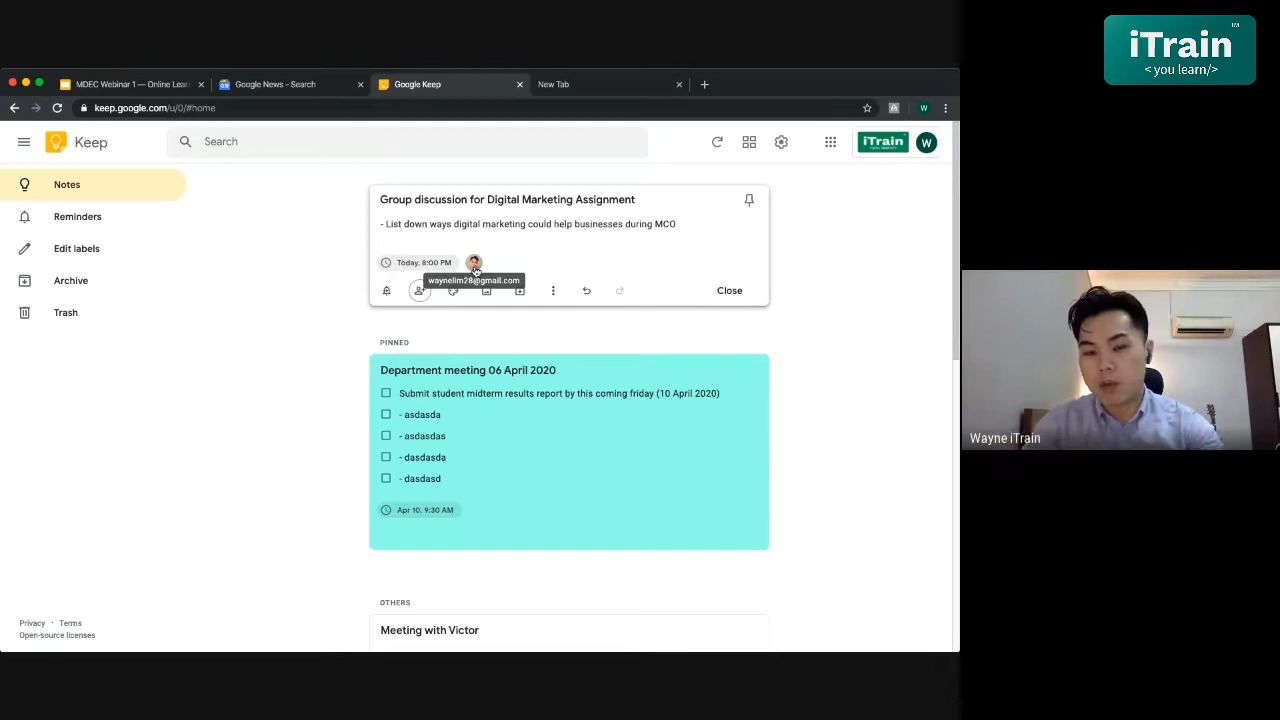 iTrain™
< you learn/>
MDEC Webinar 1 — Online Lear
Google News - Search
Google Keep
New Tab
keep.google.com/u/0/#home
W
Keep
Search
iTrain
W
Notes
Reminders
Edit labels
Archive
Trash
Group discussion for Digital Marketing Assignment
- List down ways digital marketing could help businesses during MCO
Today, 8:00 PM
waynelim28@gmail.com
Close
PINNED
Department meeting 06 April 2020
Submit student midterm results report by this coming friday (10 April 2020)
- asdasda
- asdasdas
- dasdasda
- dasdasd
Apr 10, 9:30 AM
OTHERS
Meeting with Victor
Privacy · Terms
Open-source licenses
Wayne iTrain